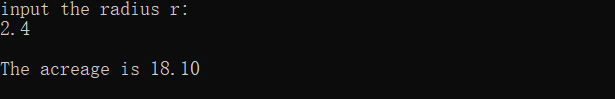 input the radius r:
2.4
The acreage is 18.10